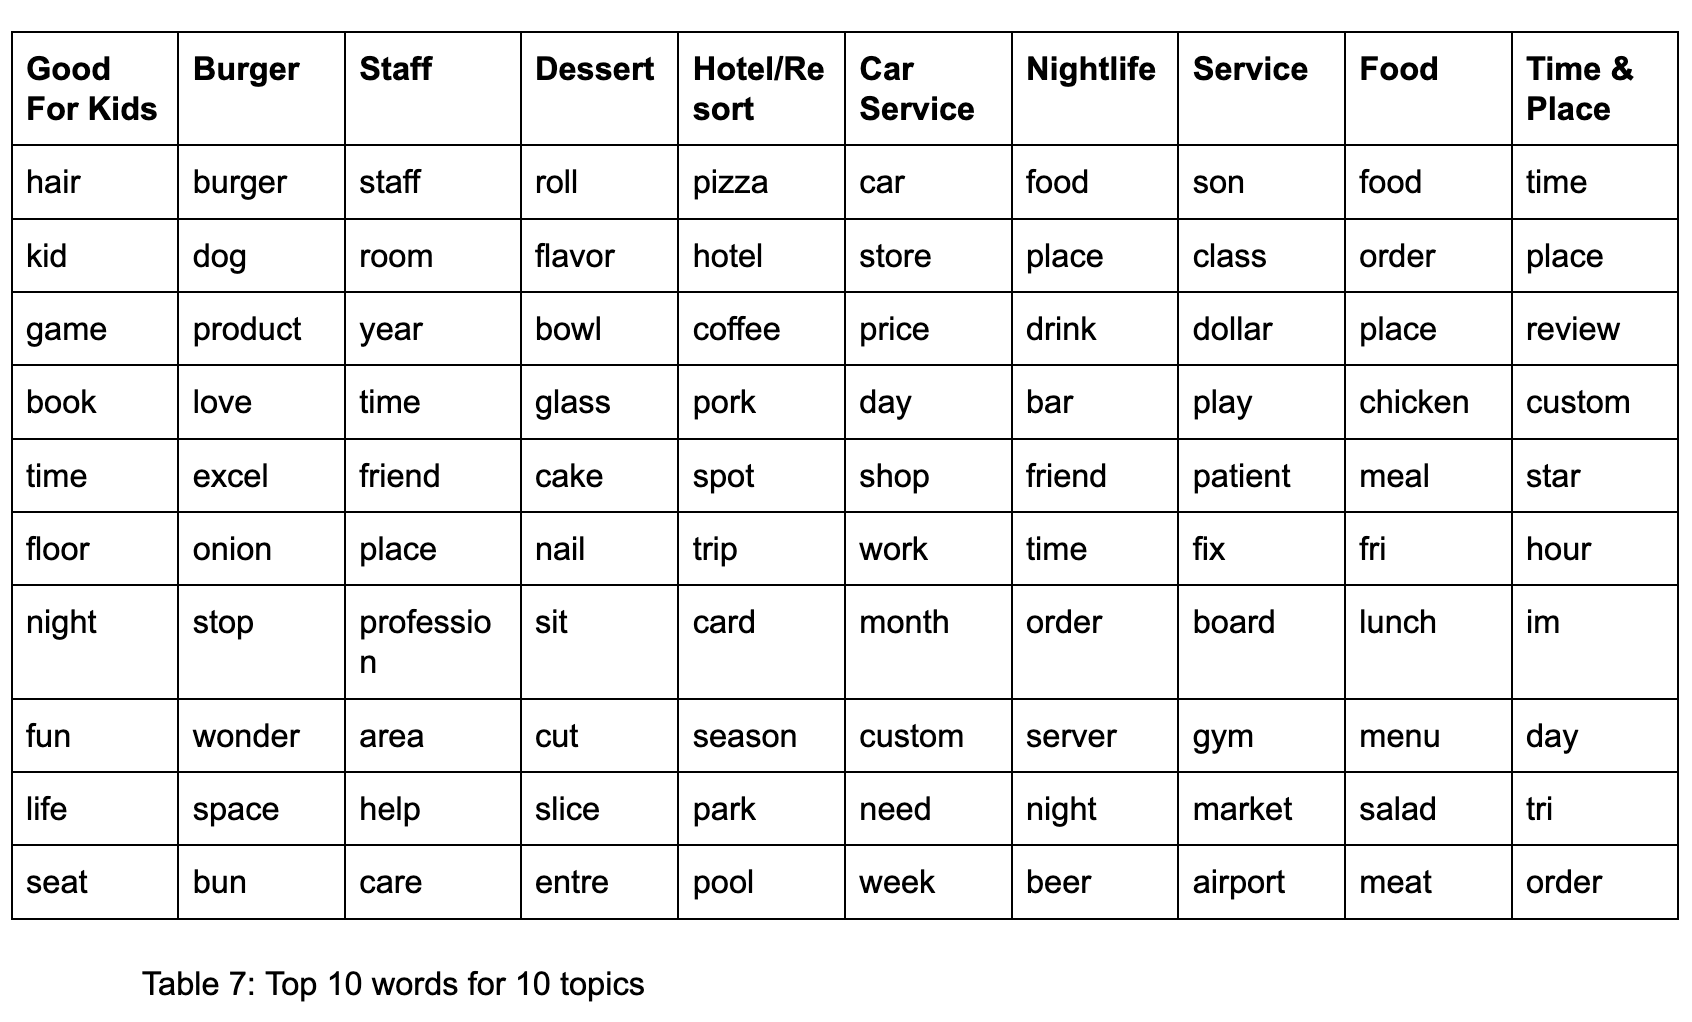 Good For Kids Burger Staff Dessert Hotel/Resort Car Service Nightlife Service Food Time & Place
hair burger staff roll pizza car food son food time
kid dog room flavor hotel store place class order place
game product year bowl coffee price drink dollar place review
book love time glass pork day bar play chicken custom
time excel friend cake spot shop friend patient meal star
floor onion place nail trip work time fix fri hour
night stop profession sit card month order board lunch im
fun wonder area cut season custom server gym menu day
life space help slice park need night market salad tri
seat bun care entre pool week beer airport meat order
Table 7: Top 10 words for 10 topics